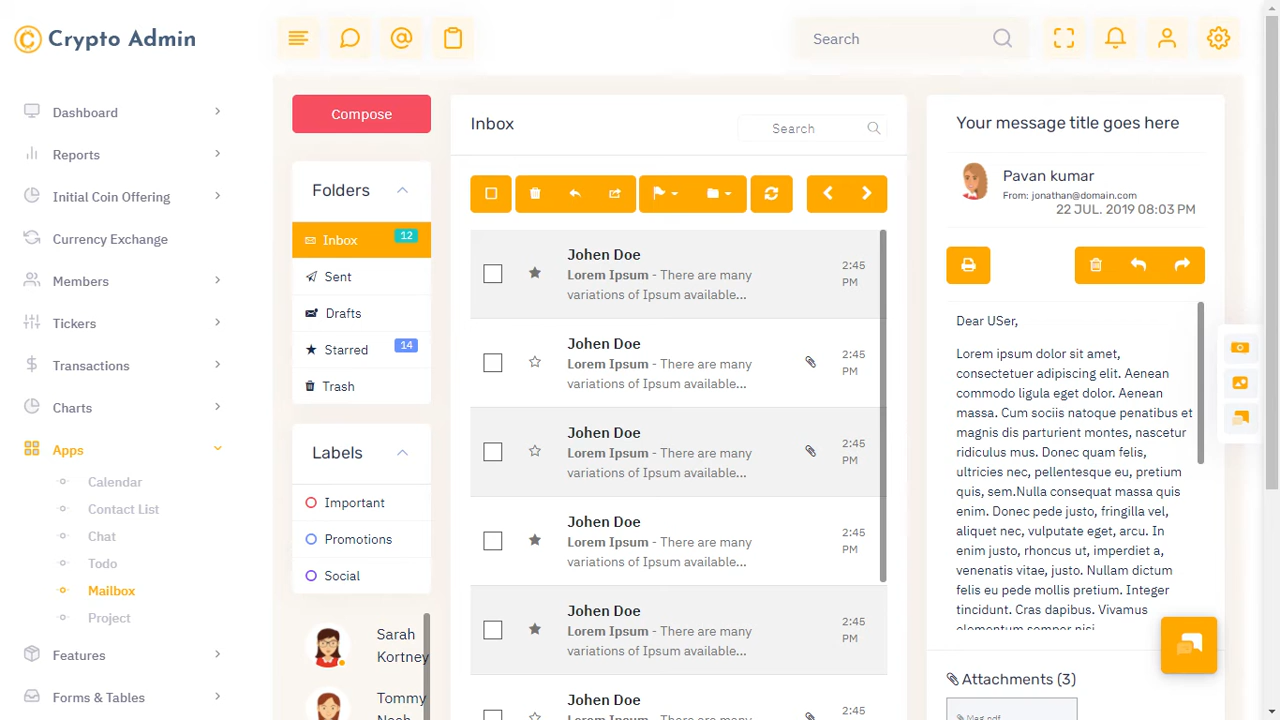 Crypto Admin
Search
Dashboard
Reports
Initial Coin Offering
Currency Exchange
Members
Tickers
Transactions
Charts
Apps
Calendar
Contact List
Chat
Todo
Mailbox
Project
Features
Forms & Tables
Compose
Folders
Inbox 12
Sent
Drafts
Starred 14
Trash
Labels
Important
Promotions
Social
Sarah
Kortney
Tommy
Inbox
Search
Johen Doe
Lorem Ipsum - There are many
variations of Ipsum available...
2:45
PM
Johen Doe
Lorem Ipsum - There are many
variations of Ipsum available...
2:45
PM
Johen Doe
Lorem Ipsum - There are many
variations of Ipsum available...
2:45
PM
Johen Doe
Lorem Ipsum - There are many
variations of Ipsum available...
2:45
PM
Johen Doe
Lorem Ipsum - There are many
variations of Ipsum available...
2:45
PM
Johen Doe
Lorem Ipsum - There are many
2:45
PM
Your message title goes here
Pavan kumar
From: jonathan@domain.com
22 JUL. 2019 08:03 PM
Dear USer,
Lorem ipsum dolor sit amet,
consectetuer adipiscing elit. Aenean
commodo ligula eget dolor. Aenean
massa. Cum sociis natoque penatibus et
magnis dis parturient montes, nascetur
ridiculus mus. Donec quam felis,
ultricies nec, pellentesque eu, pretium
quis, sem.Nulla consequat massa quis
enim. Donec pede justo, fringilla vel,
aliquet nec, vulputate eget, arcu. In
enim justo, rhoncus ut, imperdiet a,
venenatis vitae, justo. Nullam dictum
felis eu pede mollis pretium. Integer
tincidunt. Cras dapibus. Vivamus
elementum semper nisi.
Attachments (3)
Mag.pdf